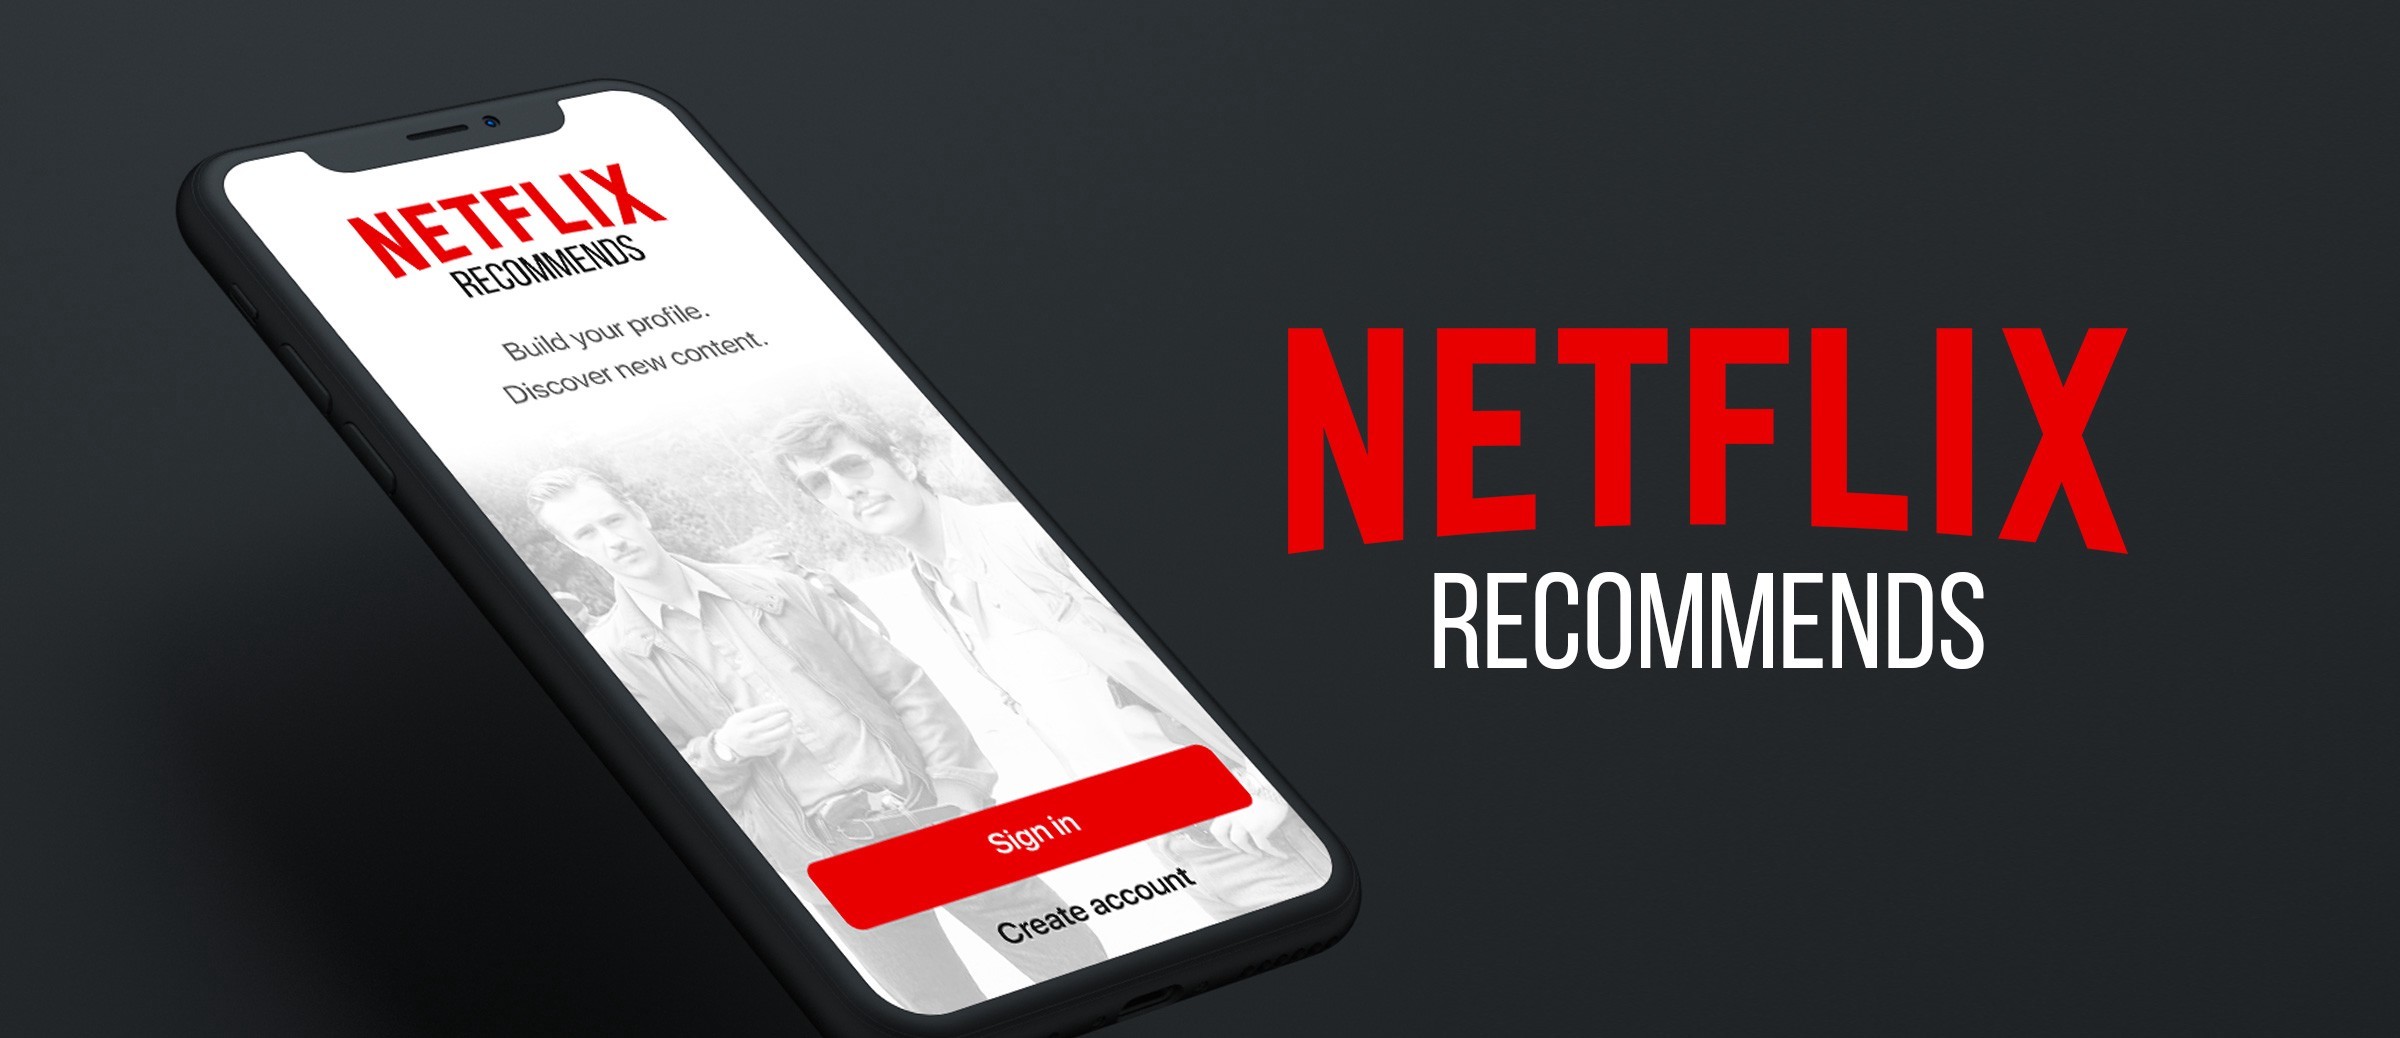 NETFLIX
RECOMMENDS
Build your profile.
Discover new content.
Sign in
Create account
NETFLIX
RECOMMENDS